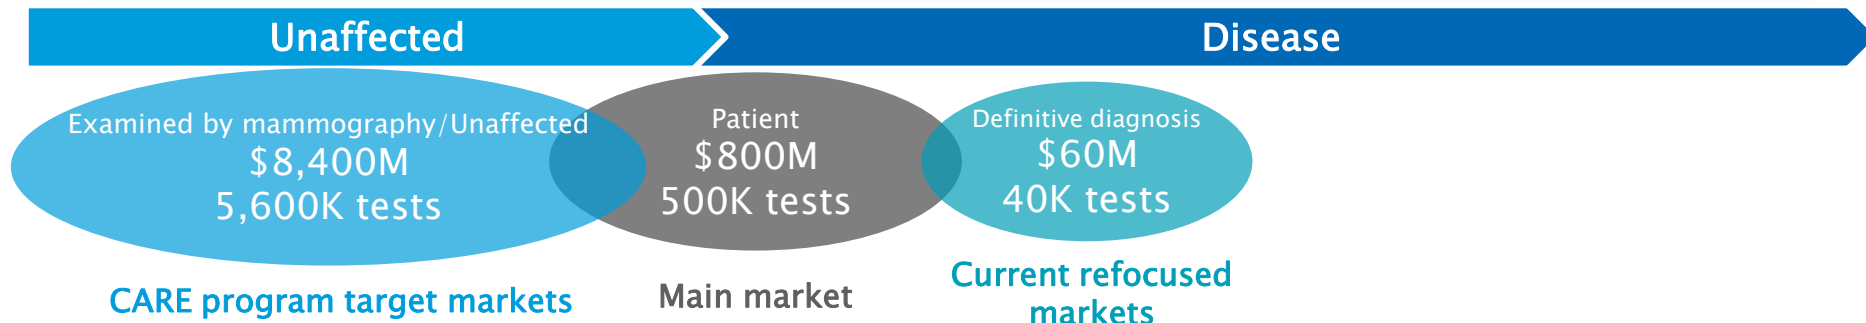 Unaffected
Disease
Examined by mammography/Unaffected
$8,400M
5,600K tests
Patient
$800M
500K tests
Definitive diagnosis
$60M
40K tests
CARE program target markets
Main market
Current refocused
markets